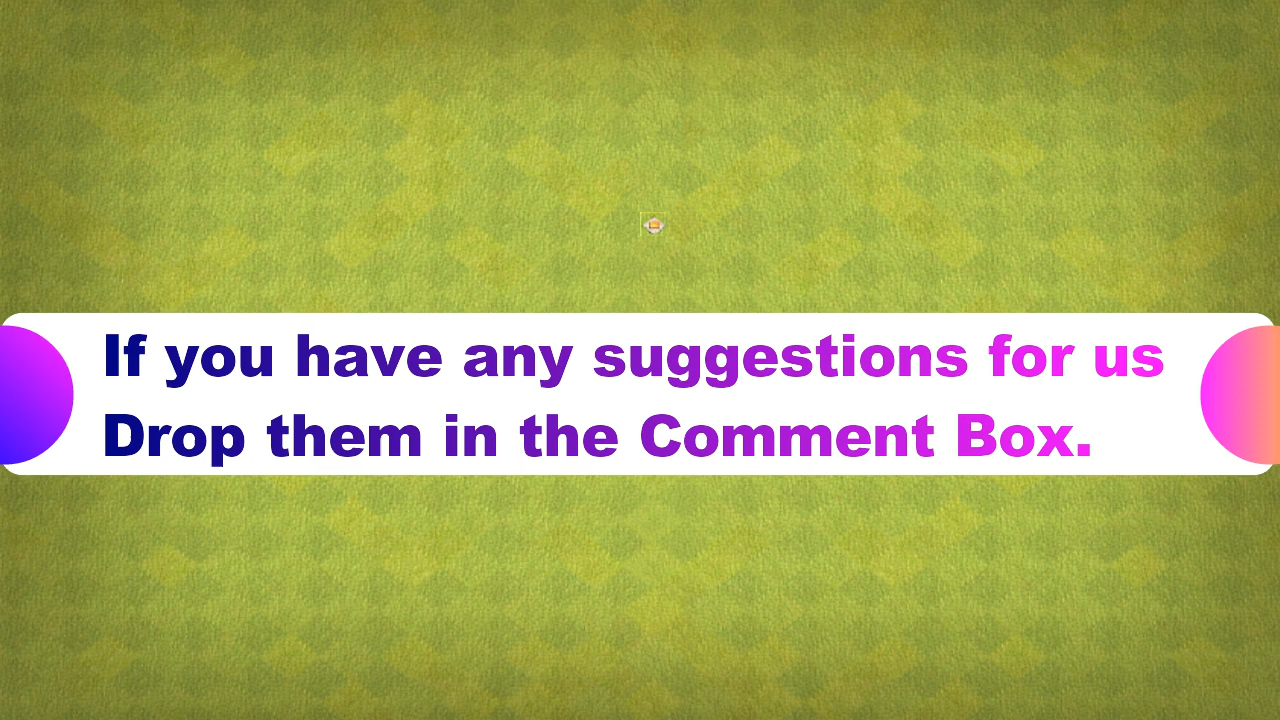 If you have any suggestions for us
Drop them in the Comment Box.